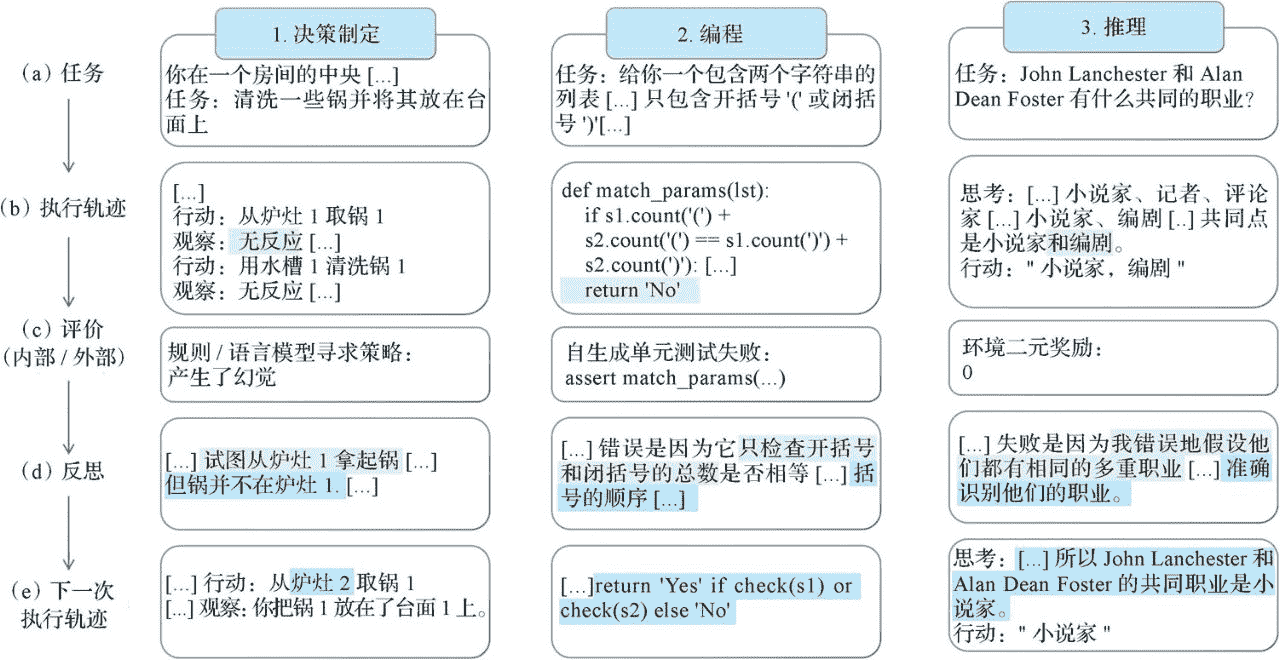 1. 决策制定
2. 编程
3. 推理
(a) 任务
你在一个房间的中央 [...]
任务：清洗一些锅并将其放在台
面上
任务：给你一个包含两个字符串的
列表 [...] 只包含开括号 '(' 或闭括
号 ')'[...]
任务：John Lanchester 和 Alan
Dean Foster 有什么共同的职业？
(b) 执行轨迹
[...]
行动：从炉灶 1 取锅 1
观察：无反应 [...]
行动：用水槽 1 清洗锅 1
观察：无反应 [...]
def match_params(lst):
if s1.count('(') +
s2.count('(') == s1.count(')') +
s2.count(')'): [...]
return 'No'
思考：[...] 小说家、记者、评论
家 [...] 小说家、编剧 [..] 共同点
是小说家和编剧。
行动：" 小说家，编剧 "
(c) 评价
(内部 / 外部)
规则 / 语言模型寻求策略：
产生了幻觉
自生成单元测试失败：
assert match_params(...)
环境二元奖励：
0
(d) 反思
[...] 试图从炉灶 1 拿起锅 [...]
但锅并不在炉灶 1. [...]
[...] 错误是因为它只检查开括号
和闭括号的总数是否相等 [...] 括
号的顺序 [...]
[...] 失败是因为我错误地假设他
们都有相同的多重职业 [...] 准确
识别他们的职业。
(e) 下一次
执行轨迹
[...] 行动：从炉灶 2 取锅 1
[...] 观察：你把锅 1 放在了台面 1 上。
[...]return 'Yes' if check(s1) or
check(s2) else 'No'
思考：[...] 所以 John Lanchester 和
Alan Dean Foster 的共同职业是小
说家。
行动：" 小说家 "